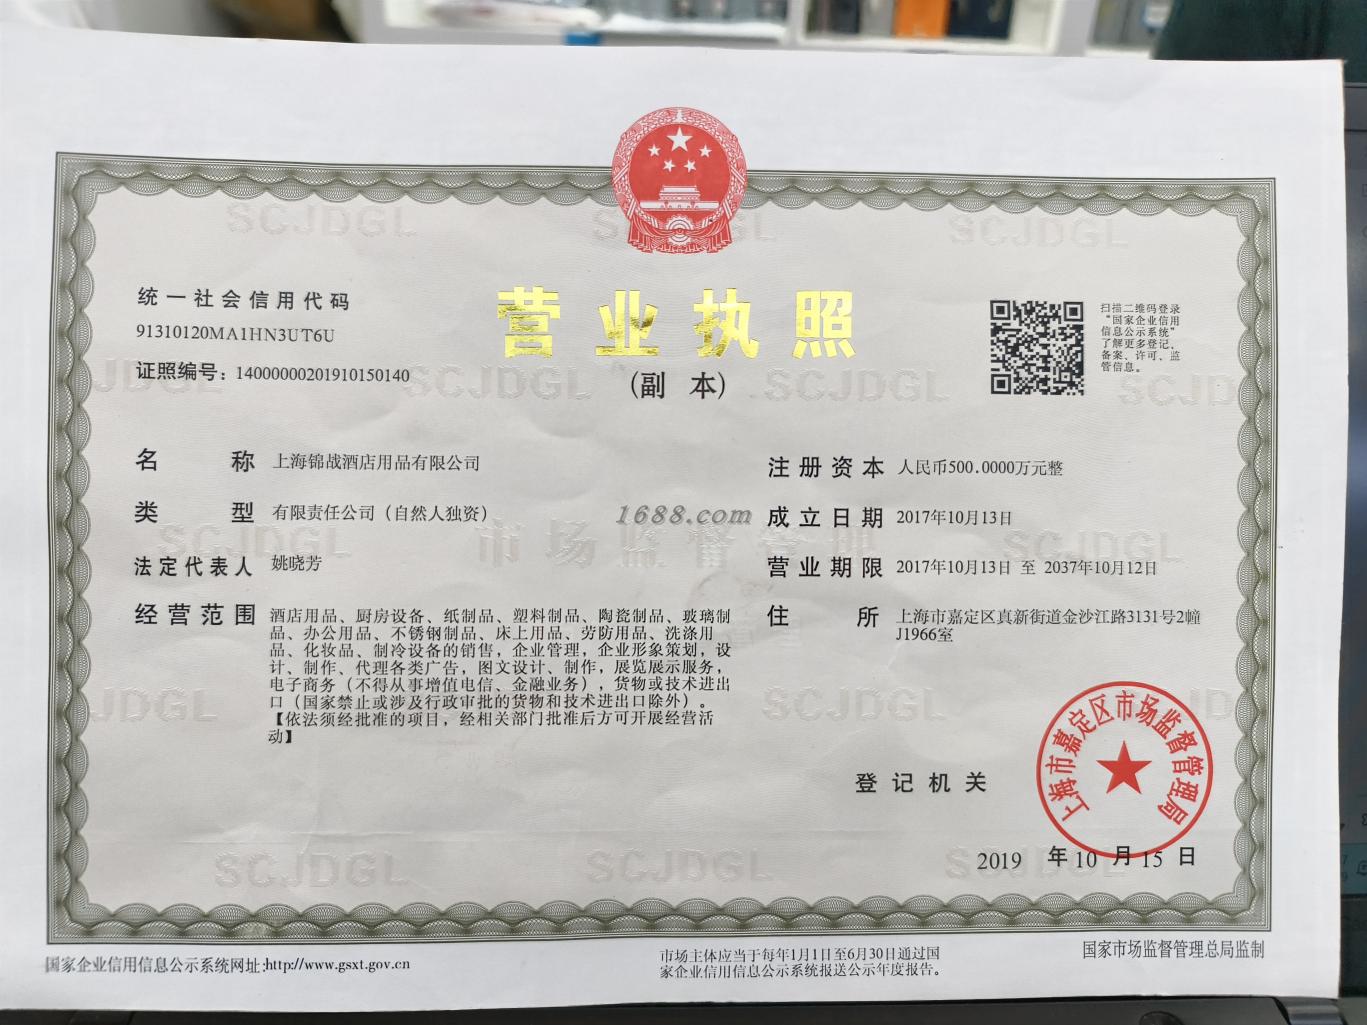 统一社会信用代码
91310120MA1HN3UT6U
证照编号：14000000201910150140
营业执照
(副 本)
扫描二维码登录
“国家企业信用
信息公示系统”
了解更多登记、
备案、许可、监
管信息。
名 称 上海锦战酒店用品有限公司
类 型 有限责任公司（自然人独资）
法定代表人 姚晓芳
经营范围 酒店用品、厨房设备、纸制品、塑料制品、陶瓷制品、玻璃制
品、办公用品、不锈钢制品、床上用品、劳防用品、洗涤用
品、化妆品、制冷设备的销售，企业管理，企业形象策划，设
计、制作、代理各类广告，图文设计、制作，展览展示服务，
电子商务（不得从事增值电信、金融业务），货物或技术进出
口（国家禁止或涉及行政审批的货物和技术进出口除外）。
【依法须经批准的项目，经相关部门批准后方可开展经营活
动】
1688.com
注册资本 人民币500.0000万元整
成立日期 2017年10月13日
营业期限 2017年10月13日 至 2037年10月12日
住 所 上海市嘉定区真新街道金沙江路3131号2幢
J1966室
登记机关
上海市嘉定区市场监督管理局
2019 年 10 月 15 日
SCJDGL
市场监督管理
国家企业信用信息公示系统网址:http://www.gsxt.gov.cn
市场主体应当于每年1月1日至6月30日通过国
家企业信用信息公示系统报送公示年度报告。
国家市场监督管理总局监制